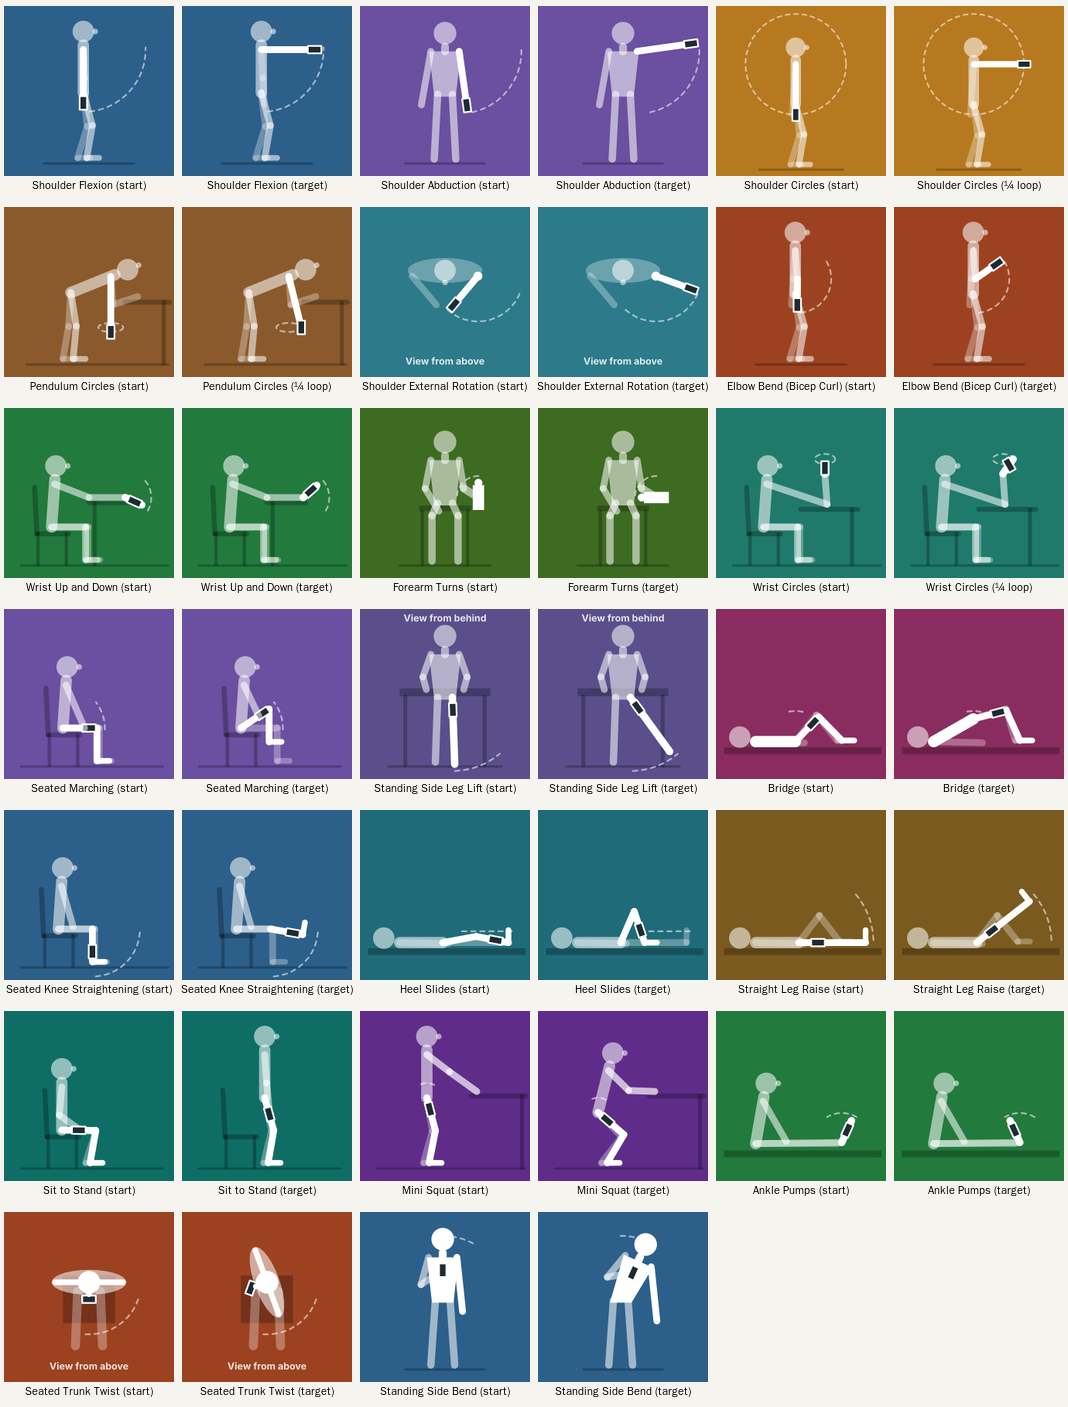 Shoulder Flexion (start)
Shoulder Flexion (target)
Shoulder Abduction (start)
Shoulder Abduction (target)
Shoulder Circles (start)
Shoulder Circles (¼ loop)
View from above
View from above
Pendulum Circles (start)
Pendulum Circles (¼ loop)
Shoulder External Rotation (start)
Shoulder External Rotation (target)
Elbow Bend (Bicep Curl) (start)
Elbow Bend (Bicep Curl) (target)
Wrist Up and Down (start)
Wrist Up and Down (target)
Forearm Turns (start)
Forearm Turns (target)
Wrist Circles (start)
Wrist Circles (¼ loop)
View from behind
View from behind
Seated Marching (start)
Seated Marching (target)
Standing Side Leg Lift (start)
Standing Side Leg Lift (target)
Bridge (start)
Bridge (target)
Seated Knee Straightening (start)
Seated Knee Straightening (target)
Heel Slides (start)
Heel Slides (target)
Straight Leg Raise (start)
Straight Leg Raise (target)
Sit to Stand (start)
Sit to Stand (target)
Mini Squat (start)
Mini Squat (target)
Ankle Pumps (start)
Ankle Pumps (target)
View from above
View from above
Seated Trunk Twist (start)
Seated Trunk Twist (target)
Standing Side Bend (start)
Standing Side Bend (target)